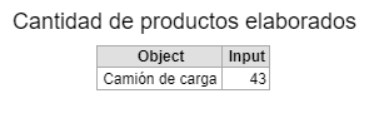 Cantidad de productos elaborados
Object Input
Camión de carga 43